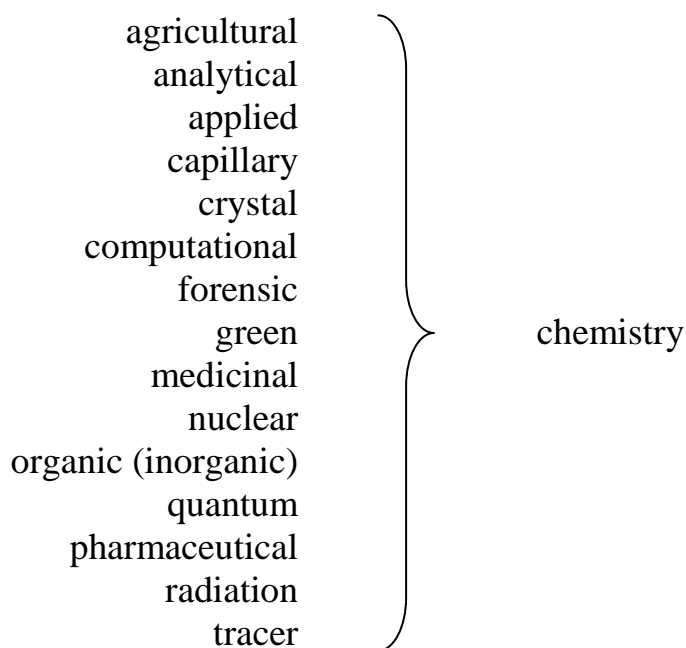 agricultural
analytical
applied
capillary
crystal
computational
forensic
green
chemistry
medicinal
nuclear
organic (inorganic)
quantum
pharmaceutical
radiation
tracer